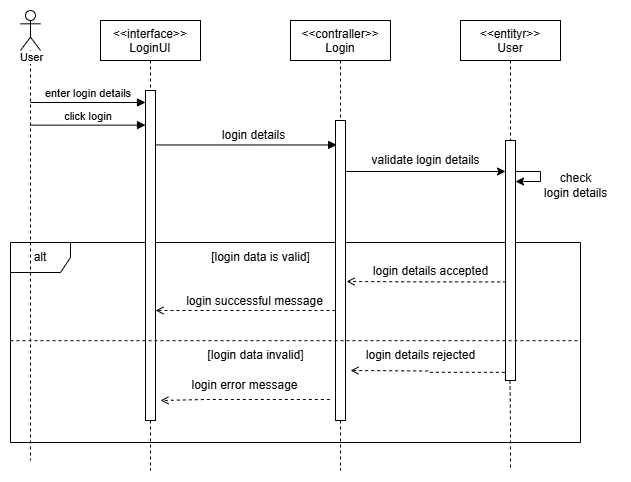 User
<<interface>>
LoginUI
<<contraller>>
Login
<<entityr>>
User
enter login details
click login
login details
validate login details
check
login details
alt
[login data is valid]
login details accepted
login successful message
[login data invalid]
login details rejected
login error message